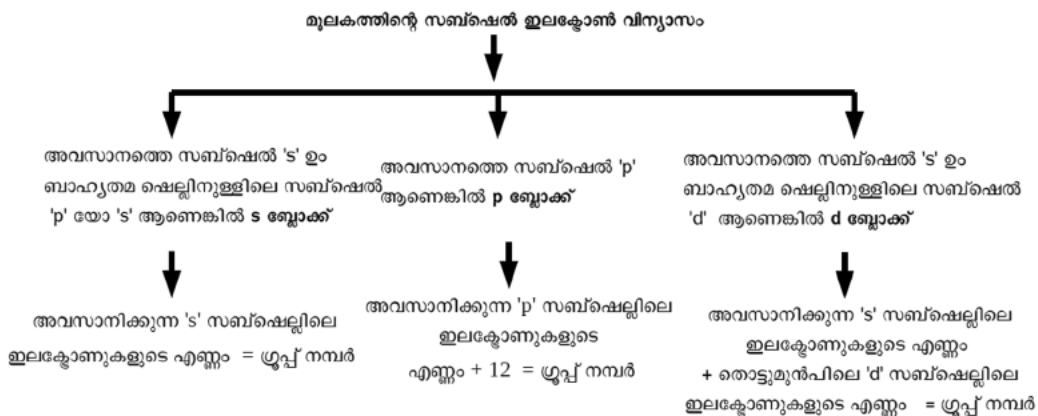 മൂലകത്തിന്റെ സബ്ഷെൽ ഇലക്ട്രോൺ വിന്യാസം
അവസാനത്തെ സബ്ഷെൽ 's' ഉം
ബാഹ്യതമ ഷെല്ലിനുള്ളിലെ സബ്ഷെൽ
'p' യോ 's' ആണെങ്കിൽ s ബ്ലോക്ക്
അവസാനത്തെ സബ്ഷെൽ 'p'
ആണെങ്കിൽ p ബ്ലോക്ക്
അവസാനത്തെ സബ്ഷെൽ 's' ഉം
ബാഹ്യതമ ഷെല്ലിനുള്ളിലെ സബ്ഷെൽ
'd' ആണെങ്കിൽ d ബ്ലോക്ക്
അവസാനിക്കുന്ന 's' സബ്ഷെല്ലിലെ
ഇലക്ട്രോണുകളുടെ എണ്ണം = ഗ്രൂപ്പ് നമ്പർ
അവസാനിക്കുന്ന 'p' സബ്ഷെല്ലിലെ
ഇലക്ട്രോണുകളുടെ
എണ്ണം + 12 = ഗ്രൂപ്പ് നമ്പർ
അവസാനിക്കുന്ന 's' സബ്ഷെല്ലിലെ
ഇലക്ട്രോണുകളുടെ എണ്ണം
+ തൊട്ടുമുൻപിലെ 'd' സബ്ഷെല്ലിലെ
ഇലക്ട്രോണുകളുടെ എണ്ണം = ഗ്രൂപ്പ് നമ്പർ